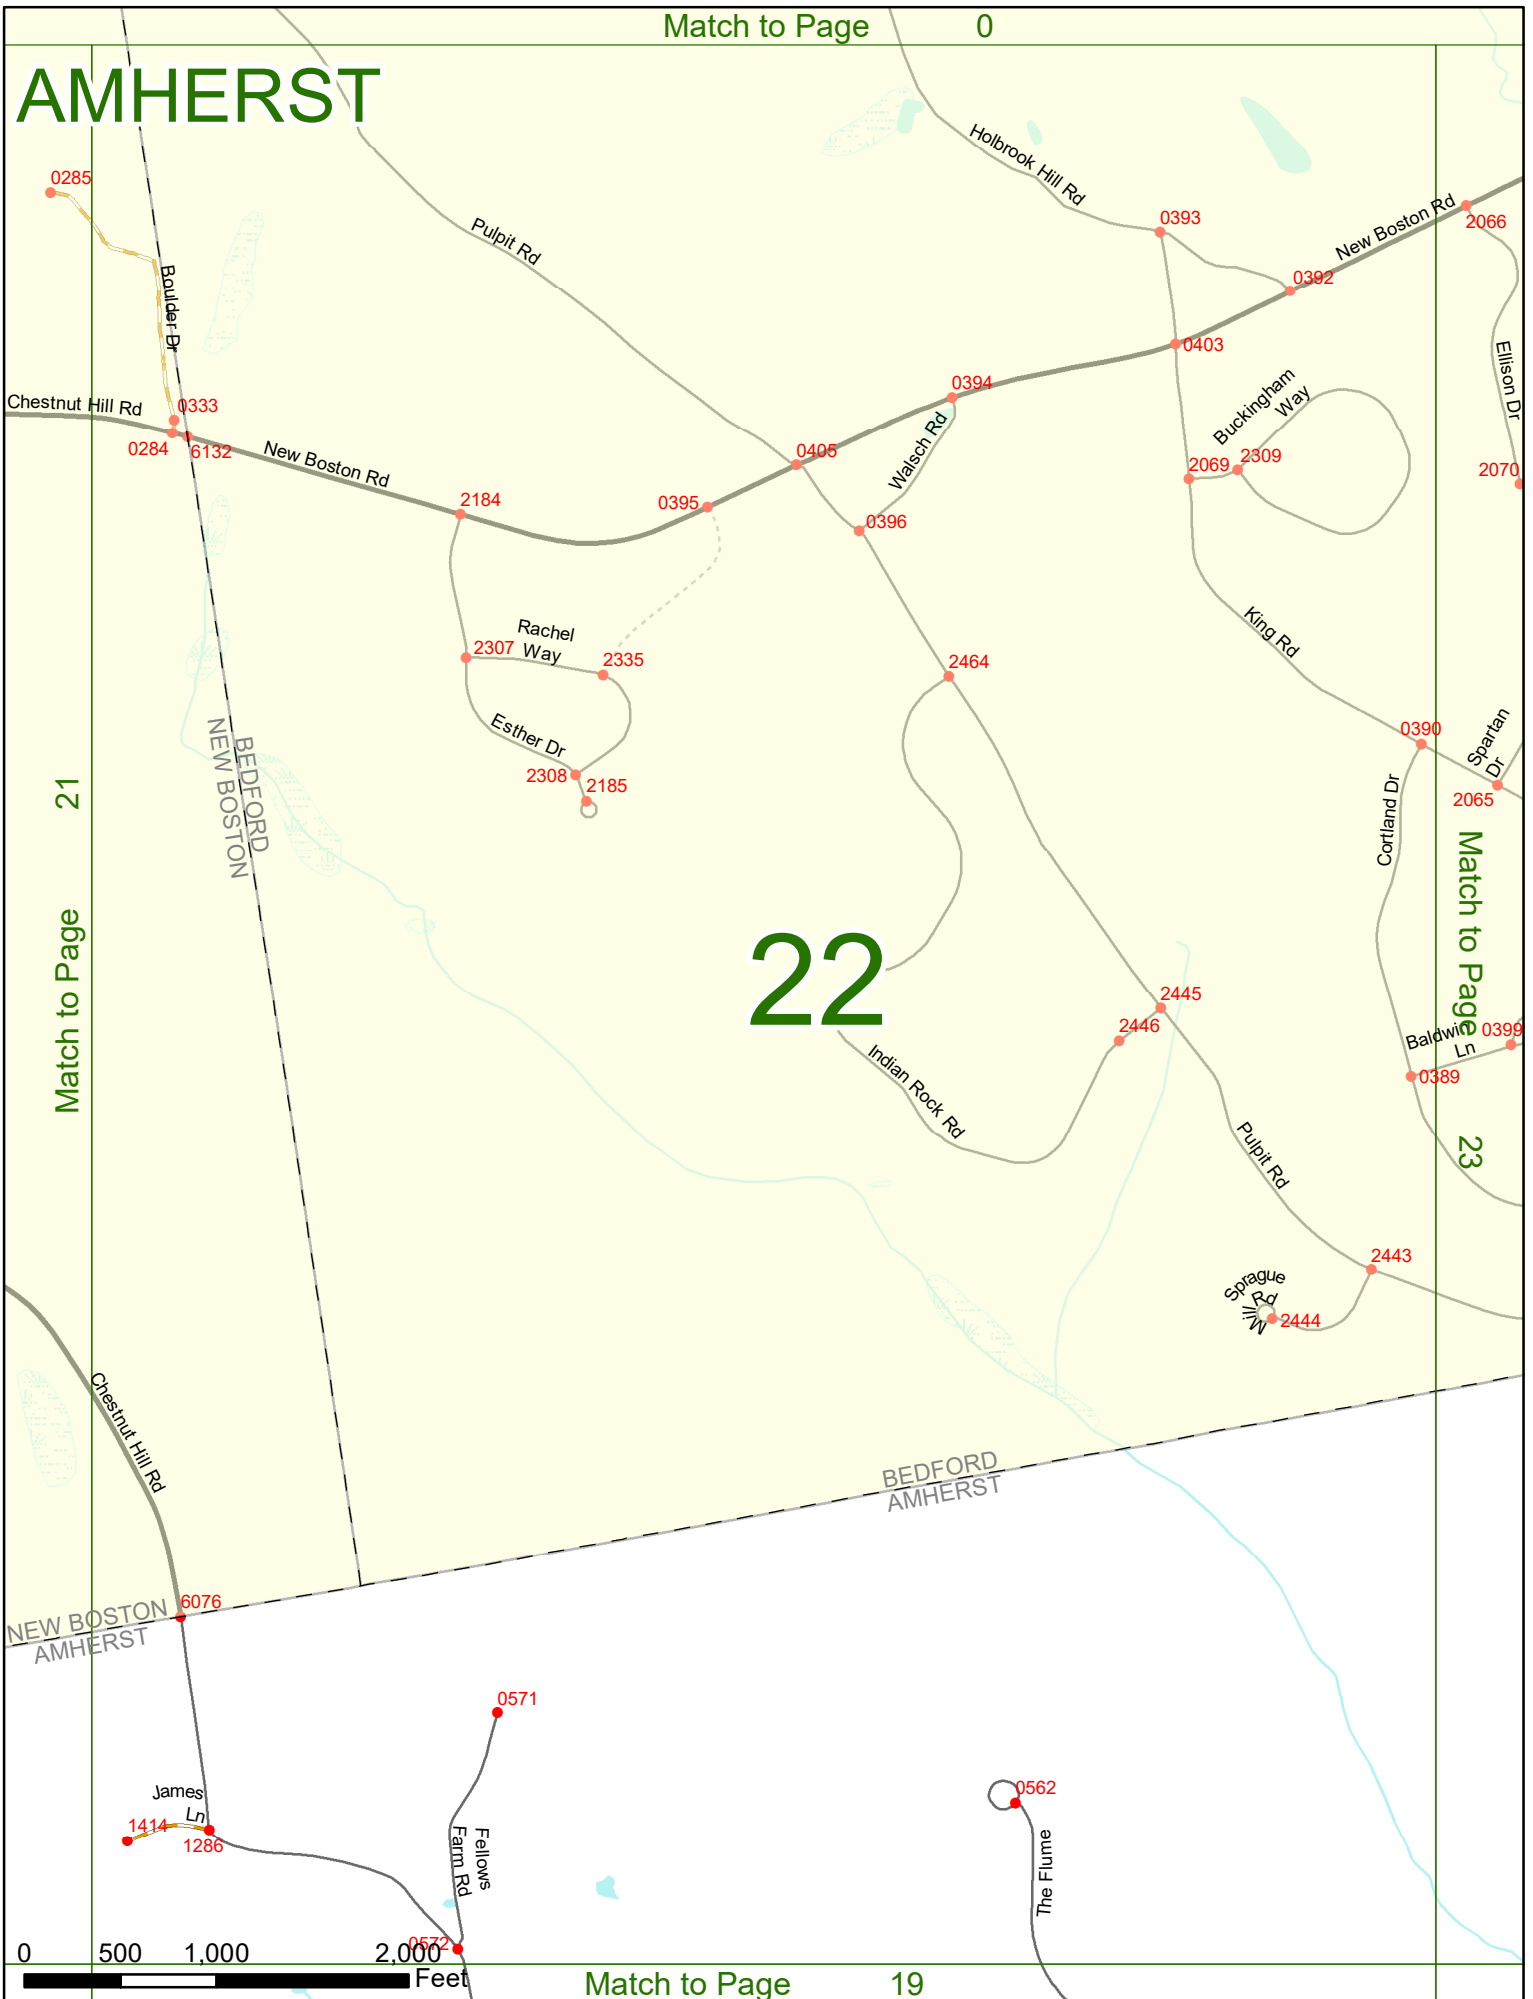 Match to Page 0
AMHERST
0285
Holbrook Hill Rd
0393
2066
Pulpit Rd
New Boston Rd
Boulder Dr
0392
0403
Ellison Dr
Chestnut Hill Rd
0333
0394
Buckingham
Way
0284
6132
New Boston Rd
0405
Walsch Rd
2069
2309
2070
2184
0395
0396
Rachel
Way
2307
2335
King Rd
2464
Esther Dr
0390
Spartan
Dr
2308
2185
2065
BEDFORD
NEW BOSTON
Cortland Dr
Match to Page 21
Match to Page 23
22
2445
2446
Baldwin
Ln
0399
0389
Indian Rock Rd
Pulpit Rd
2443
Sprague
Mill
Rd
2444
Chestnut Hill Rd
BEDFORD
AMHERST
6076
NEW BOSTON
AMHERST
0571
James
Ln
0562
1414
1286
Fellows
Farm Rd
The Flume
0572
0 500 1,000 2,000
Feet
Match to Page 19